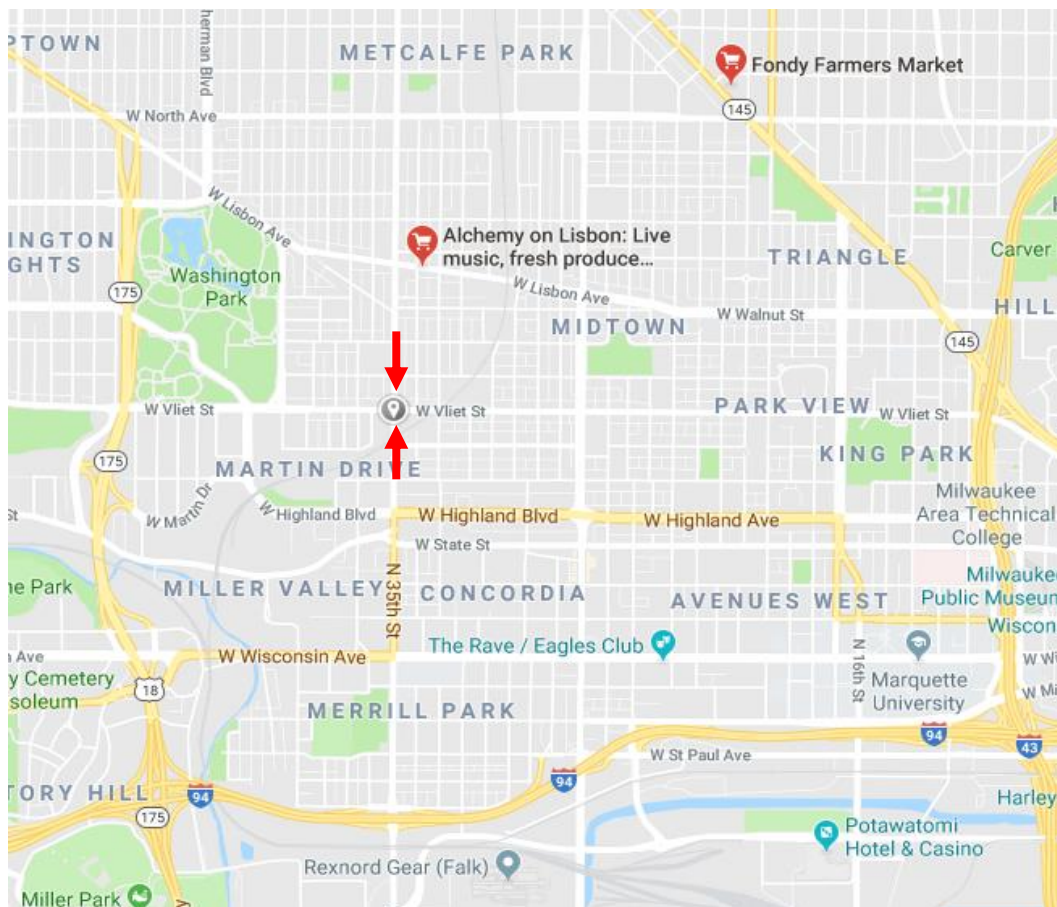 PTOWN
herman Blvd
METCALFE PARK
Fondy Farmers Market
145
W North Ave
W Lisbon Ave
INGTON
GHTS
Washington
Park
175
Alchemy on Lisbon: Live
music, fresh produce...
W Lisbon Ave
TRIANGLE
Carver
HILL
W Walnut St
MIDTOWN
145
W Vliet St
W Vliet St
PARK VIEW
W Vliet St
175
MARTIN DRIVE
KING PARK
W Martin Dr
W Highland Blvd
W Highland Blvd
W Highland Ave
Milwaukee
Area Technical
College
St
W State St
ne Park
MILLER VALLEY
N 35th St
CONCORDIA
AVENUES WEST
Milwaukee
Public Museum
Wiscon
n Ave
W Wisconsin Ave
The Rave / Eagles Club
N 16th St
Marquette
University
W Wi
W Mi
y Cemetery
soleum
18
MERRILL PARK
94
43
W St Paul Ave
94
TORY HILL
94
175
Harley
Potawatomi
Hotel & Casino
Rexnord Gear (Falk)
Miller Park